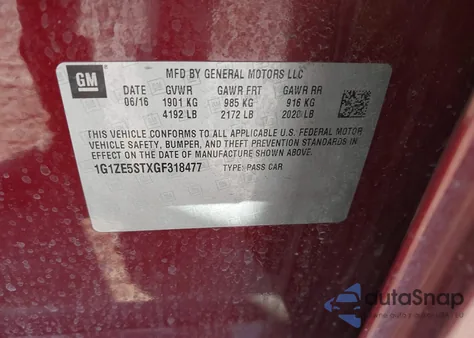 GM
MFD BY GENERAL MOTORS LLC
DATE GVWR GAWR FRT GAWR RR
06/16 1901 KG 985 KG 916 KG
4192 LB 2172 LB 2020 LB
THIS VEHICLE CONFORMS TO ALL APPLICABLE U.S. FEDERAL MOTOR
VEHICLE SAFETY, BUMPER, AND THEFT PREVENTION STANDARDS IN
EFFECT ON THE DATE OF MANUFACTURE SHOWN ABOVE.
1G1ZE5STXGF318477 TYPE: PASS CAR
autoSnap